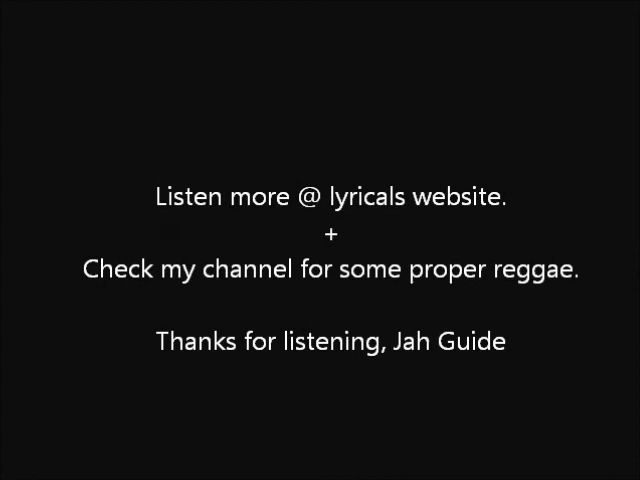 Listen more @ lyricals website.
+
Check my channel for some proper reggae.
Thanks for listening, Jah Guide